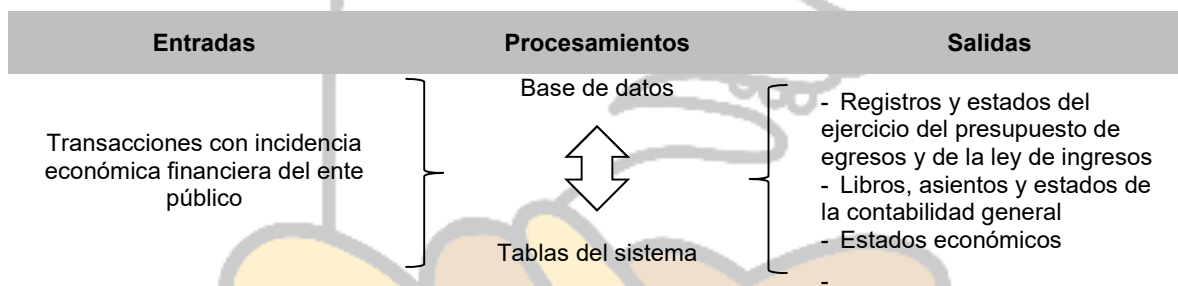 Entradas Procesamientos Salidas
Base de datos
Transacciones con incidencia
económica financiera del ente
público
Tablas del sistema
- Registros y estados del
ejercicio del presupuesto de
egresos y de la ley de ingresos
- Libros, asientos y estados de
la contabilidad general
- Estados económicos
-